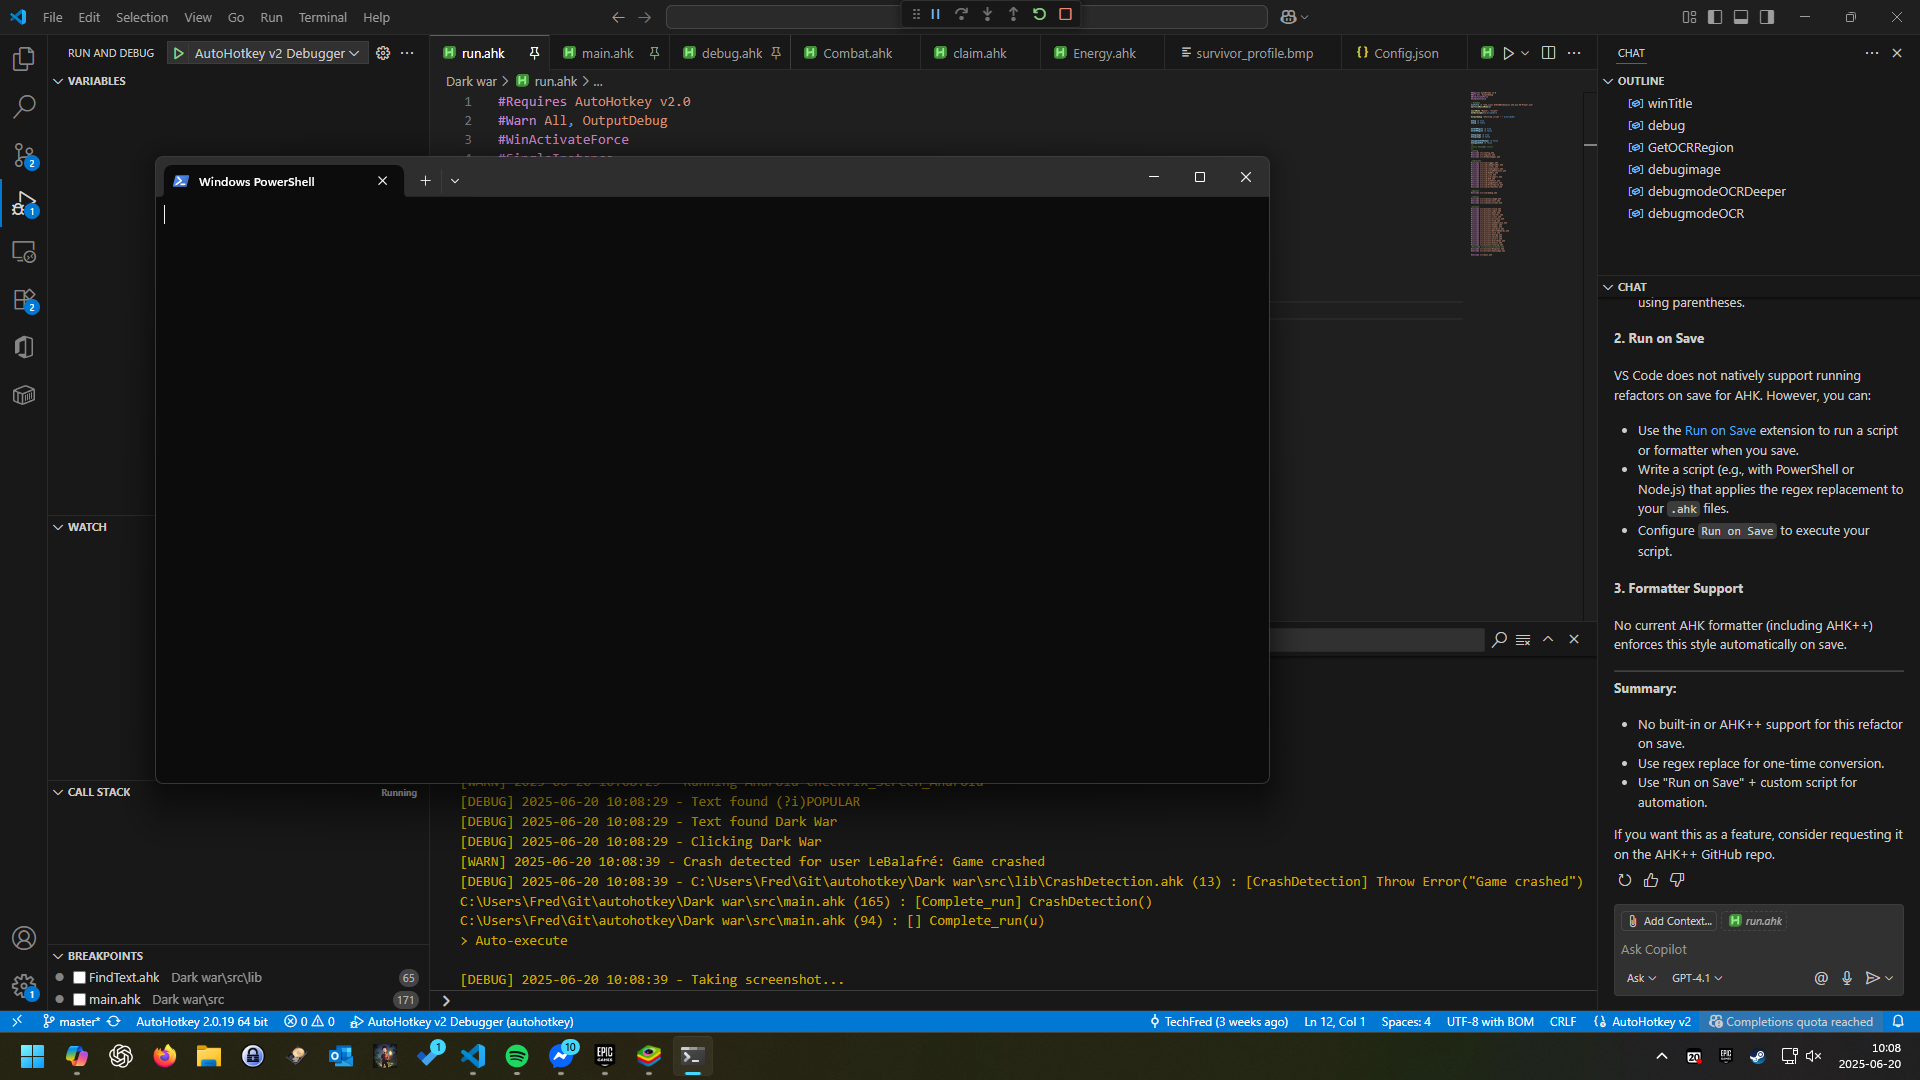 File Edit Selection View Go Run Terminal Help
RUN AND DEBUG AutoHotkey v2 Debugger
run.ahk main.ahk debug.ahk Combat.ahk claim.ahk Energy.ahk survivor_profile.bmp Config.json
CHAT
VARIABLES
Dark war > run.ahk > ...
OUTLINE
1 #Requires AutoHotkey v2.0
2 #Warn All, OutputDebug
3 #WinActivateForce
winTitle
debug
GetOCRRegion
debugimage
debugmodeOCRDeeper
debugmodeOCR
Windows PowerShell
CHAT
using parentheses.
2. Run on Save
VS Code does not natively support running
refactors on save for AHK. However, you can:
Use the Run on Save extension to run a script
or formatter when you save.
Write a script (e.g., with PowerShell or
Node.js) that applies the regex replacement to
your .ahk files.
Configure Run on Save to execute your
script.
3. Formatter Support
No current AHK formatter (including AHK++)
enforces this style automatically on save.
Summary:
No built-in or AHK++ support for this refactor
on save.
Use regex replace for one-time conversion.
Use "Run on Save" + custom script for
automation.
If you want this as a feature, consider requesting it
on the AHK++ GitHub repo.
Add Context... run.ahk
Ask Copilot
Ask GPT-4.1
WATCH
CALL STACK Running
BREAKPOINTS
FindText.ahk Dark war\src\lib 65
main.ahk Dark war\src 171
[DEBUG] 2025-06-20 10:08:29 - Text found (?i)POPULAR
[DEBUG] 2025-06-20 10:08:29 - Text found Dark War
[DEBUG] 2025-06-20 10:08:29 - Clicking Dark War
[WARN] 2025-06-20 10:08:39 - Crash detected for user LeBalafré: Game crashed
[DEBUG] 2025-06-20 10:08:39 - C:\Users\Fred\Git\autohotkey\Dark war\src\lib\CrashDetection.ahk (13) : [CrashDetection] Throw Error("Game crashed")
C:\Users\Fred\Git\autohotkey\Dark war\src\main.ahk (165) : [Complete_run] CrashDetection()
C:\Users\Fred\Git\autohotkey\Dark war\src\main.ahk (94) : [] Complete_run(u)
> Auto-execute
[DEBUG] 2025-06-20 10:08:39 - Taking screenshot...
master* AutoHotkey 2.0.19 64 bit 0 0 AutoHotkey v2 Debugger (autohotkey) TechFred (3 weeks ago) Ln 12, Col 1 Spaces: 4 UTF-8 with BOM CRLF AutoHotkey v2 Completions quota reached
10:08
2025-06-20